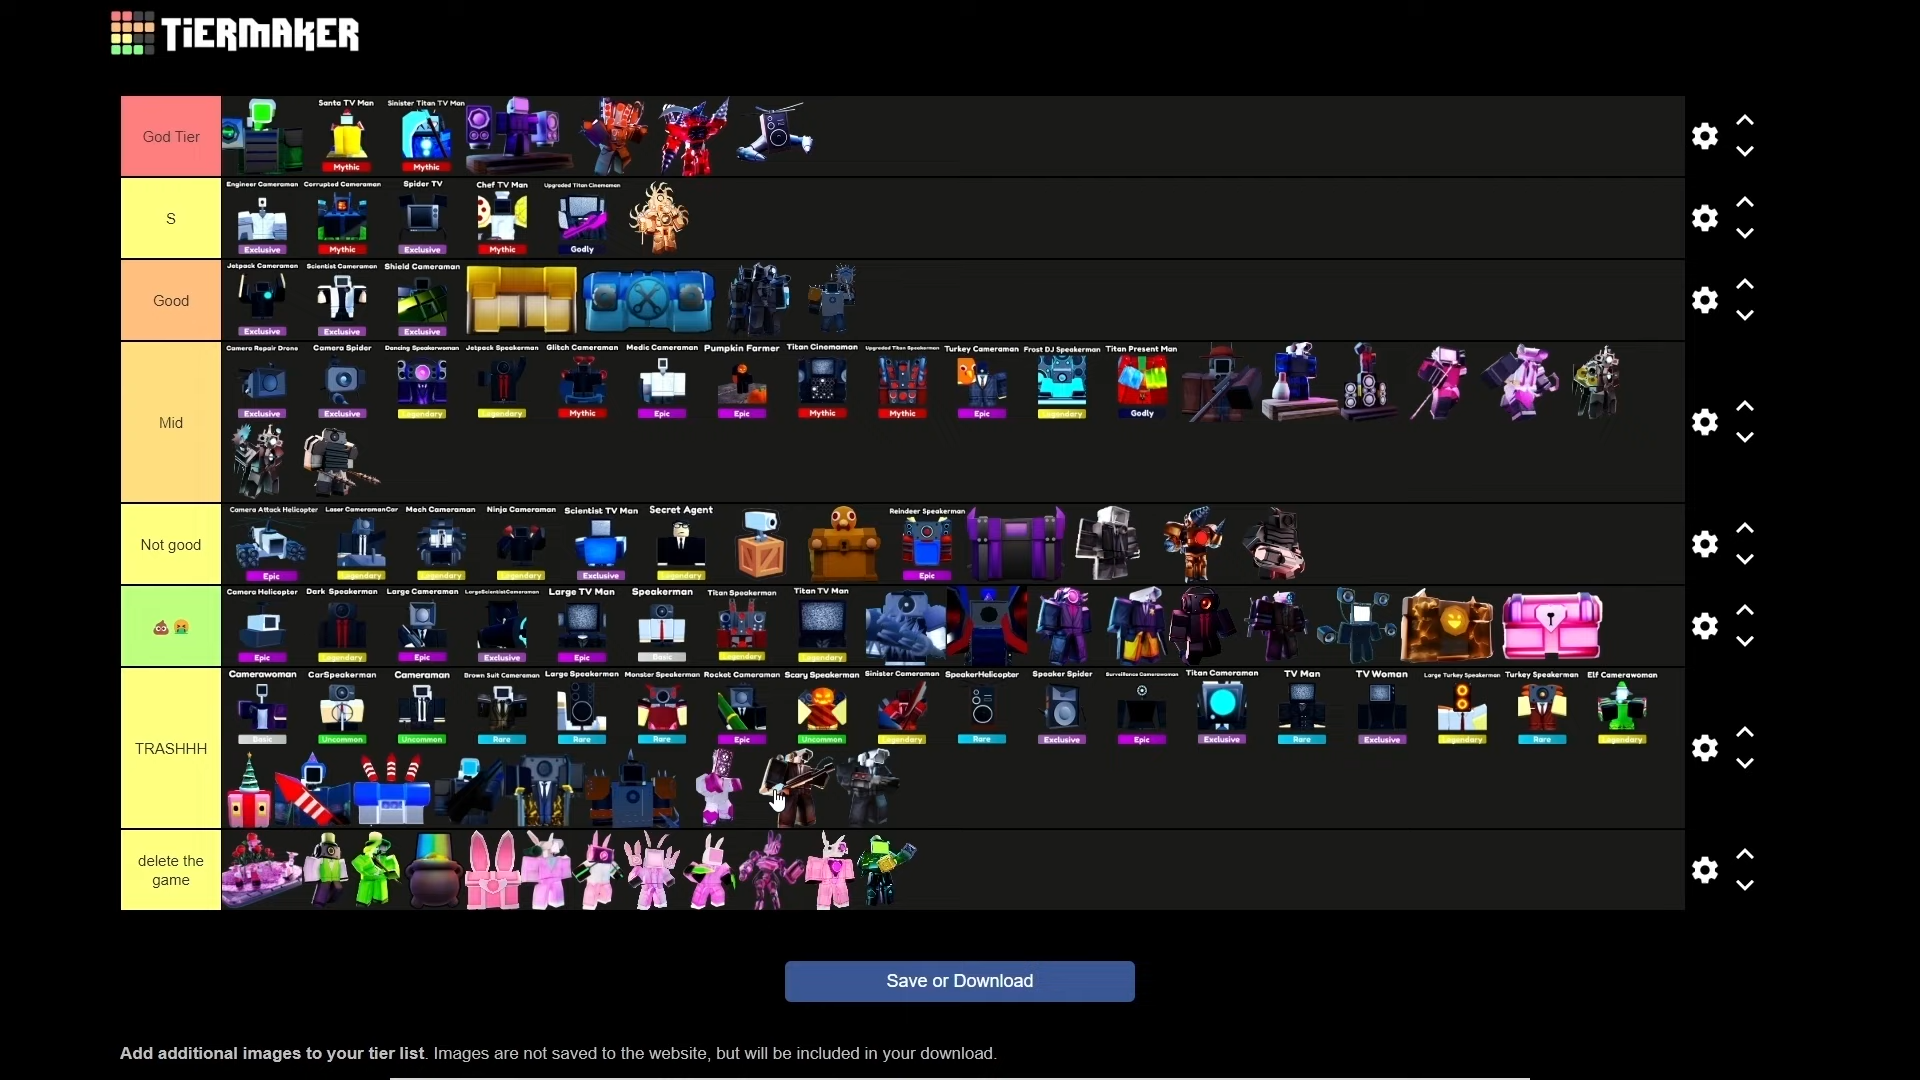 TiERMAKER
God Tier
Santa TV Man
Sinister Titan TV Man
Mythic
Mythic
S
Engineer Cameraman
Corrupted Cameraman
Spider TV
Chef TV Man
Upgraded Titan Cinemaman
Exclusive
Mythic
Exclusive
Mythic
Godly
Good
Jetpack Cameraman
Scientist Cameraman
Shield Cameraman
Exclusive
Exclusive
Exclusive
Mid
Camera Repair Drone
Camera Spider
Dancing Speakerwoman
Jetpack Speakerman
Glitch Cameraman
Medic Cameraman
Pumpkin Farmer
Titan Cinemaman
Upgraded Titan Speakerman
Turkey Cameraman
Frost DJ Speakerman
Titan Present Man
Exclusive
Exclusive
Legendary
Legendary
Mythic
Epic
Epic
Mythic
Mythic
Epic
Legendary
Godly
Not good
Camera Attack Helicopter
Laser CameramanCar
Mech Cameraman
Ninja Cameraman
Scientist TV Man
Secret Agent
Reindeer Speakerman
Epic
Legendary
Legendary
Legendary
Exclusive
Legendary
Epic
💩🤮
Camera Helicopter
Dark Speakerman
Large Cameraman
LargeScientistCameraman
Large TV Man
Speakerman
Titan Speakerman
Titan TV Man
Epic
Legendary
Epic
Exclusive
Epic
Basic
Legendary
Legendary
TRASHHH
Camerawoman
CarSpeakerman
Cameraman
Brown Suit Cameraman
Large Speakerman
Monster Speakerman
Rocket Cameraman
Scary Speakerman
Sinister Cameraman
SpeakerHelicopter
Speaker Spider
Surveillance Camerawoman
Titan Cameraman
TV Man
TV Woman
Large Turkey Speakerman
Turkey Speakerman
Elf Camerawoman
Basic
Uncommon
Uncommon
Rare
Rare
Rare
Epic
Uncommon
Legendary
Rare
Exclusive
Epic
Exclusive
Rare
Exclusive
Legendary
Rare
Legendary
delete the
game
Save or Download
Add additional images to your tier list. Images are not saved to the website, but will be included in your download.